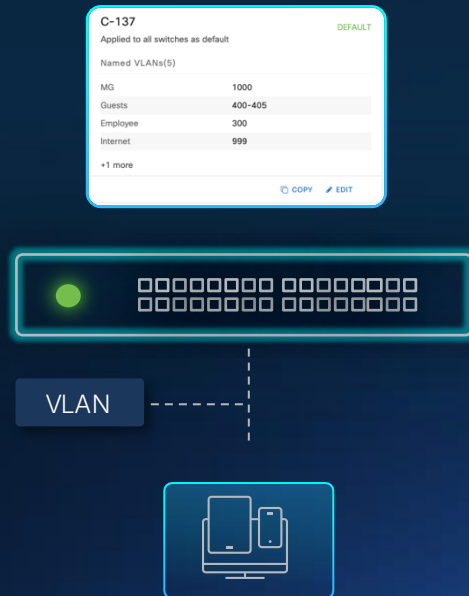 C-137
DEFAULT
Applied to all switches as default
Named VLANs(5)
MG 1000
Guests 400-405
Employee 300
Internet 999
+1 more
COPY EDIT
VLAN